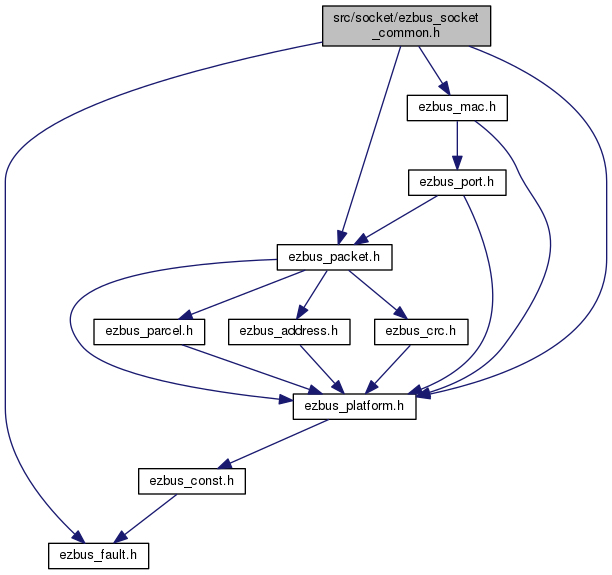 src/socket/ezbus_socket
_common.h
ezbus_mac.h
ezbus_port.h
ezbus_packet.h
ezbus_parcel.h
ezbus_address.h
ezbus_crc.h
ezbus_platform.h
ezbus_const.h
ezbus_fault.h